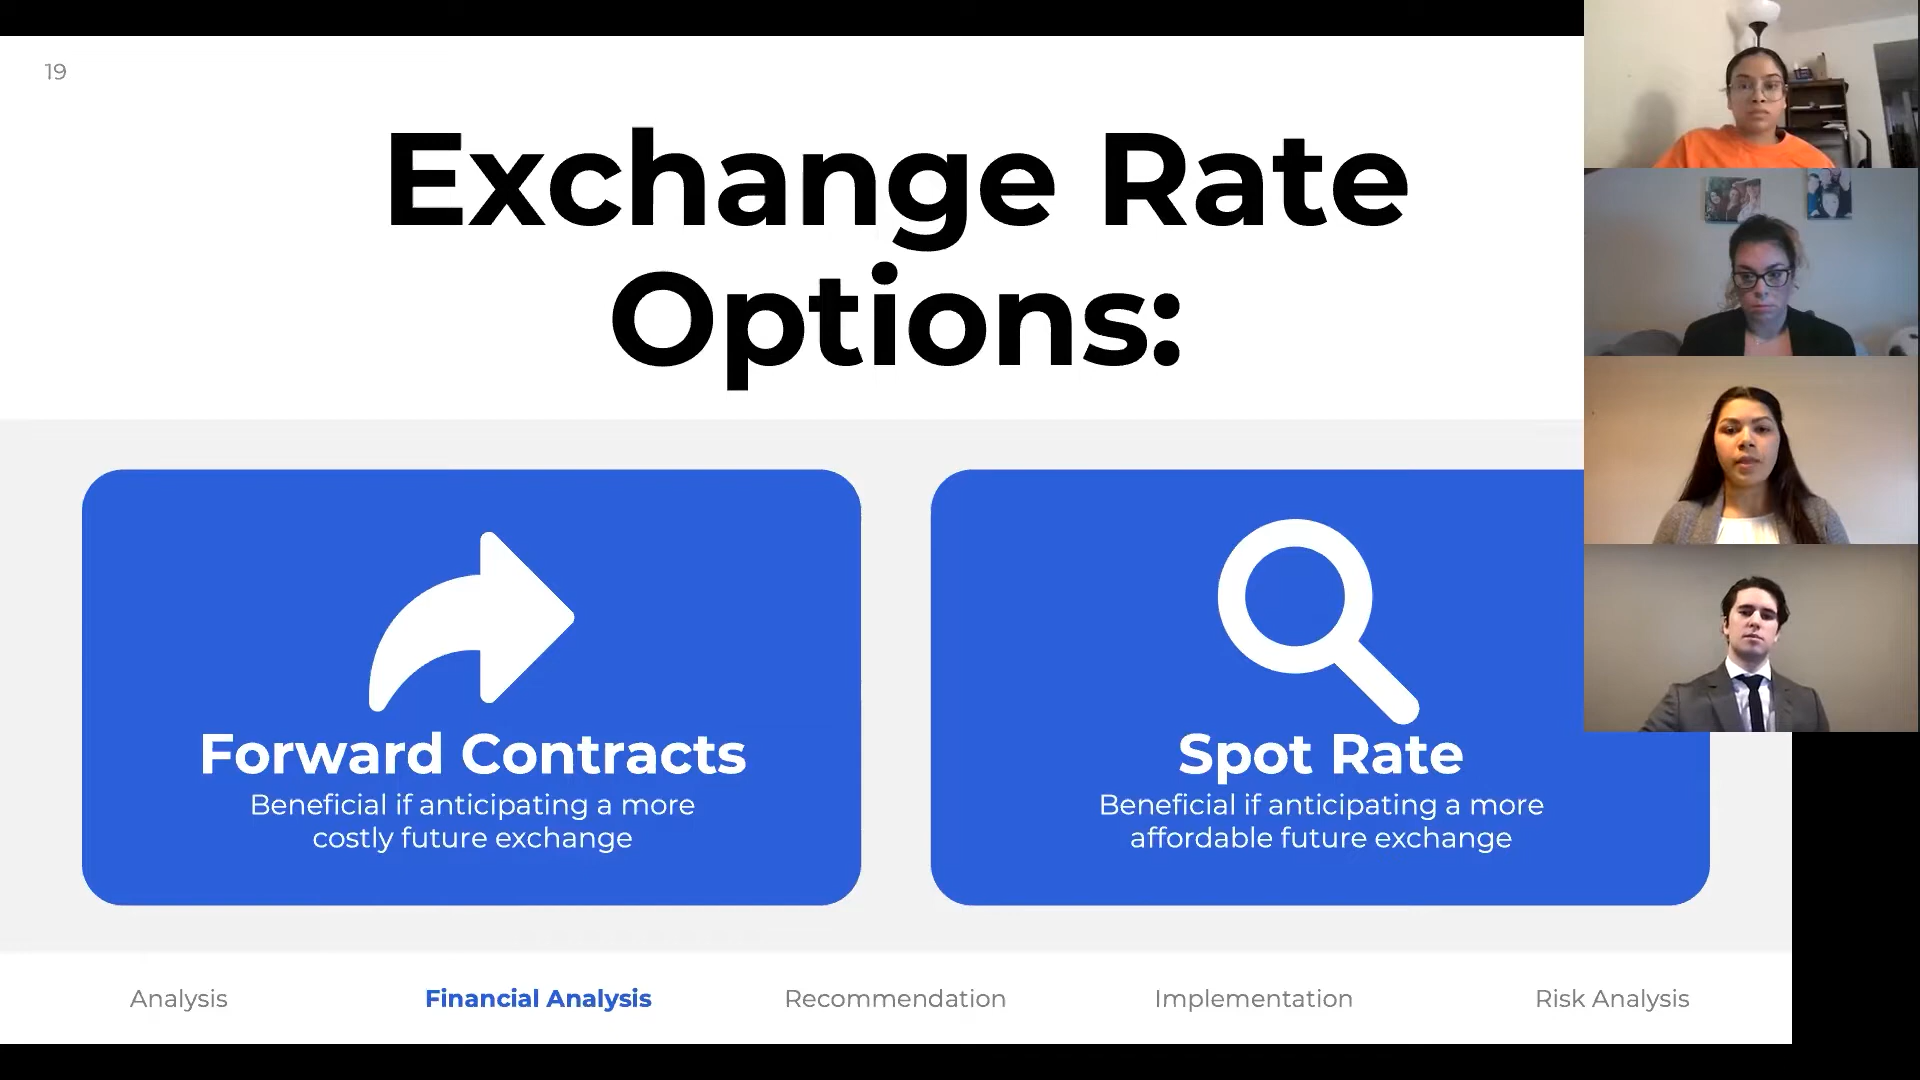 19
Exchange Rate
Options:
Forward Contracts
Beneficial if anticipating a more
costly future exchange
Spot Rate
Beneficial if anticipating a more
affordable future exchange
Analysis
Financial Analysis
Recommendation
Implementation
Risk Analysis